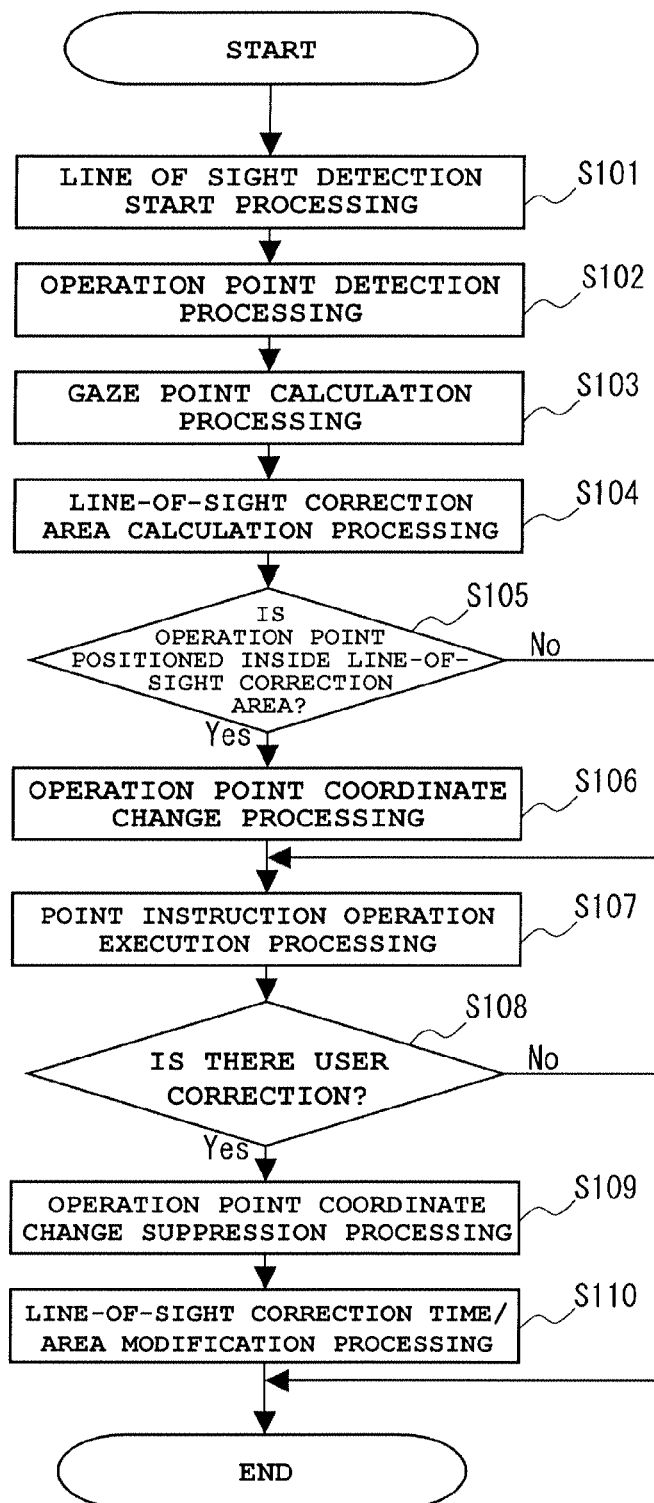 START
LINE OF SIGHT DETECTION
START PROCESSING
S101
OPERATION POINT DETECTION
PROCESSING
S102
GAZE POINT CALCULATION
PROCESSING
S103
LINE-OF-SIGHT CORRECTION
AREA CALCULATION PROCESSING
S104
IS
OPERATION POINT
POSITIONED INSIDE LINE-OF-
SIGHT CORRECTION
AREA?
S105
No
Yes
OPERATION POINT COORDINATE
CHANGE PROCESSING
S106
POINT INSTRUCTION OPERATION
EXECUTION PROCESSING
S107
IS THERE USER
CORRECTION?
S108
No
Yes
OPERATION POINT COORDINATE
CHANGE SUPPRESSION PROCESSING
S109
LINE-OF-SIGHT CORRECTION TIME/
AREA MODIFICATION PROCESSING
S110
END